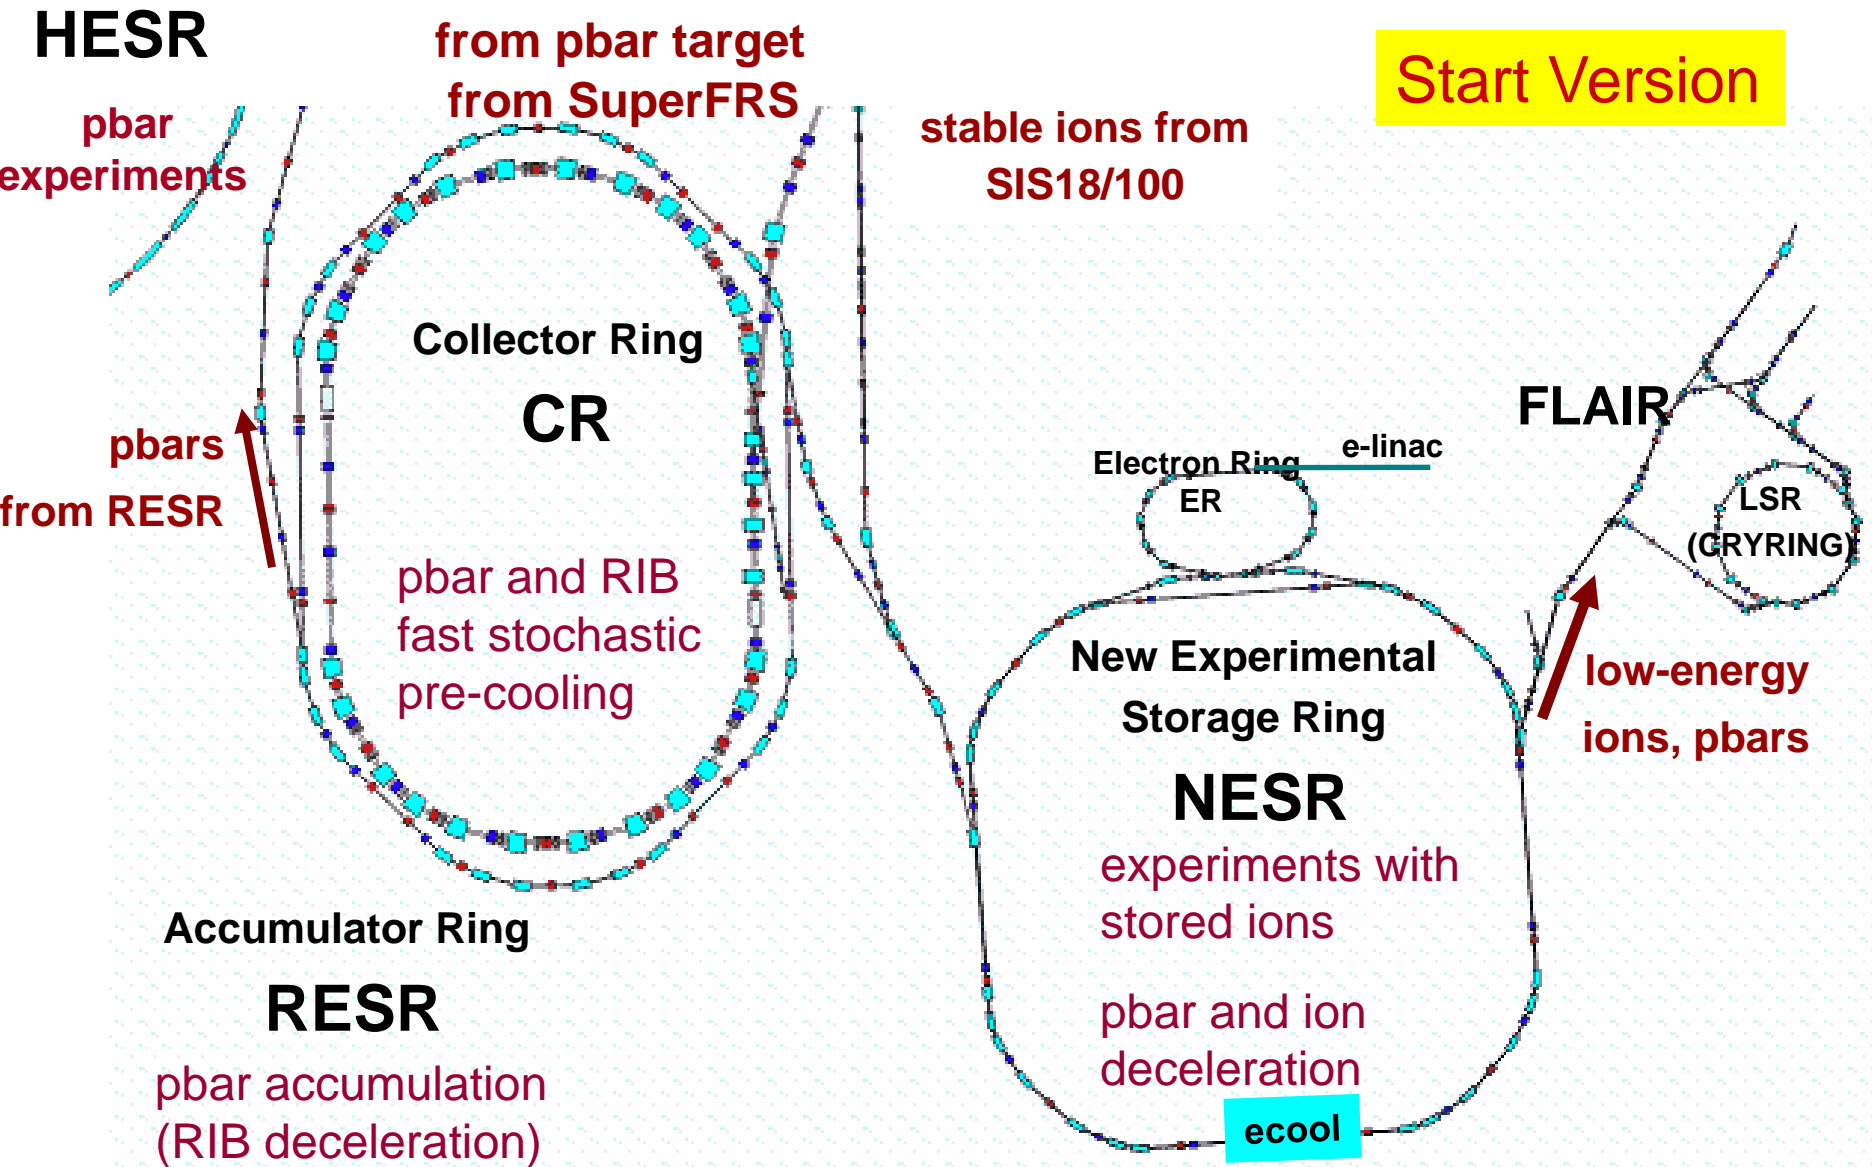 HESR
from pbar target
from SuperFRS
Start Version
pbar
experiments
stable ions from
SIS18/100
Collector Ring
CR
pbars
from RESR
pbar and RIB
fast stochastic
pre-cooling
FLAIR
e-linac
Electron Ring
ER
LSR
(CRYRING)
New Experimental
Storage Ring
NESR
low-energy
ions, pbars
experiments with
stored ions
pbar and ion
deceleration
ecool
Accumulator Ring
RESR
pbar accumulation
(RIB deceleration)